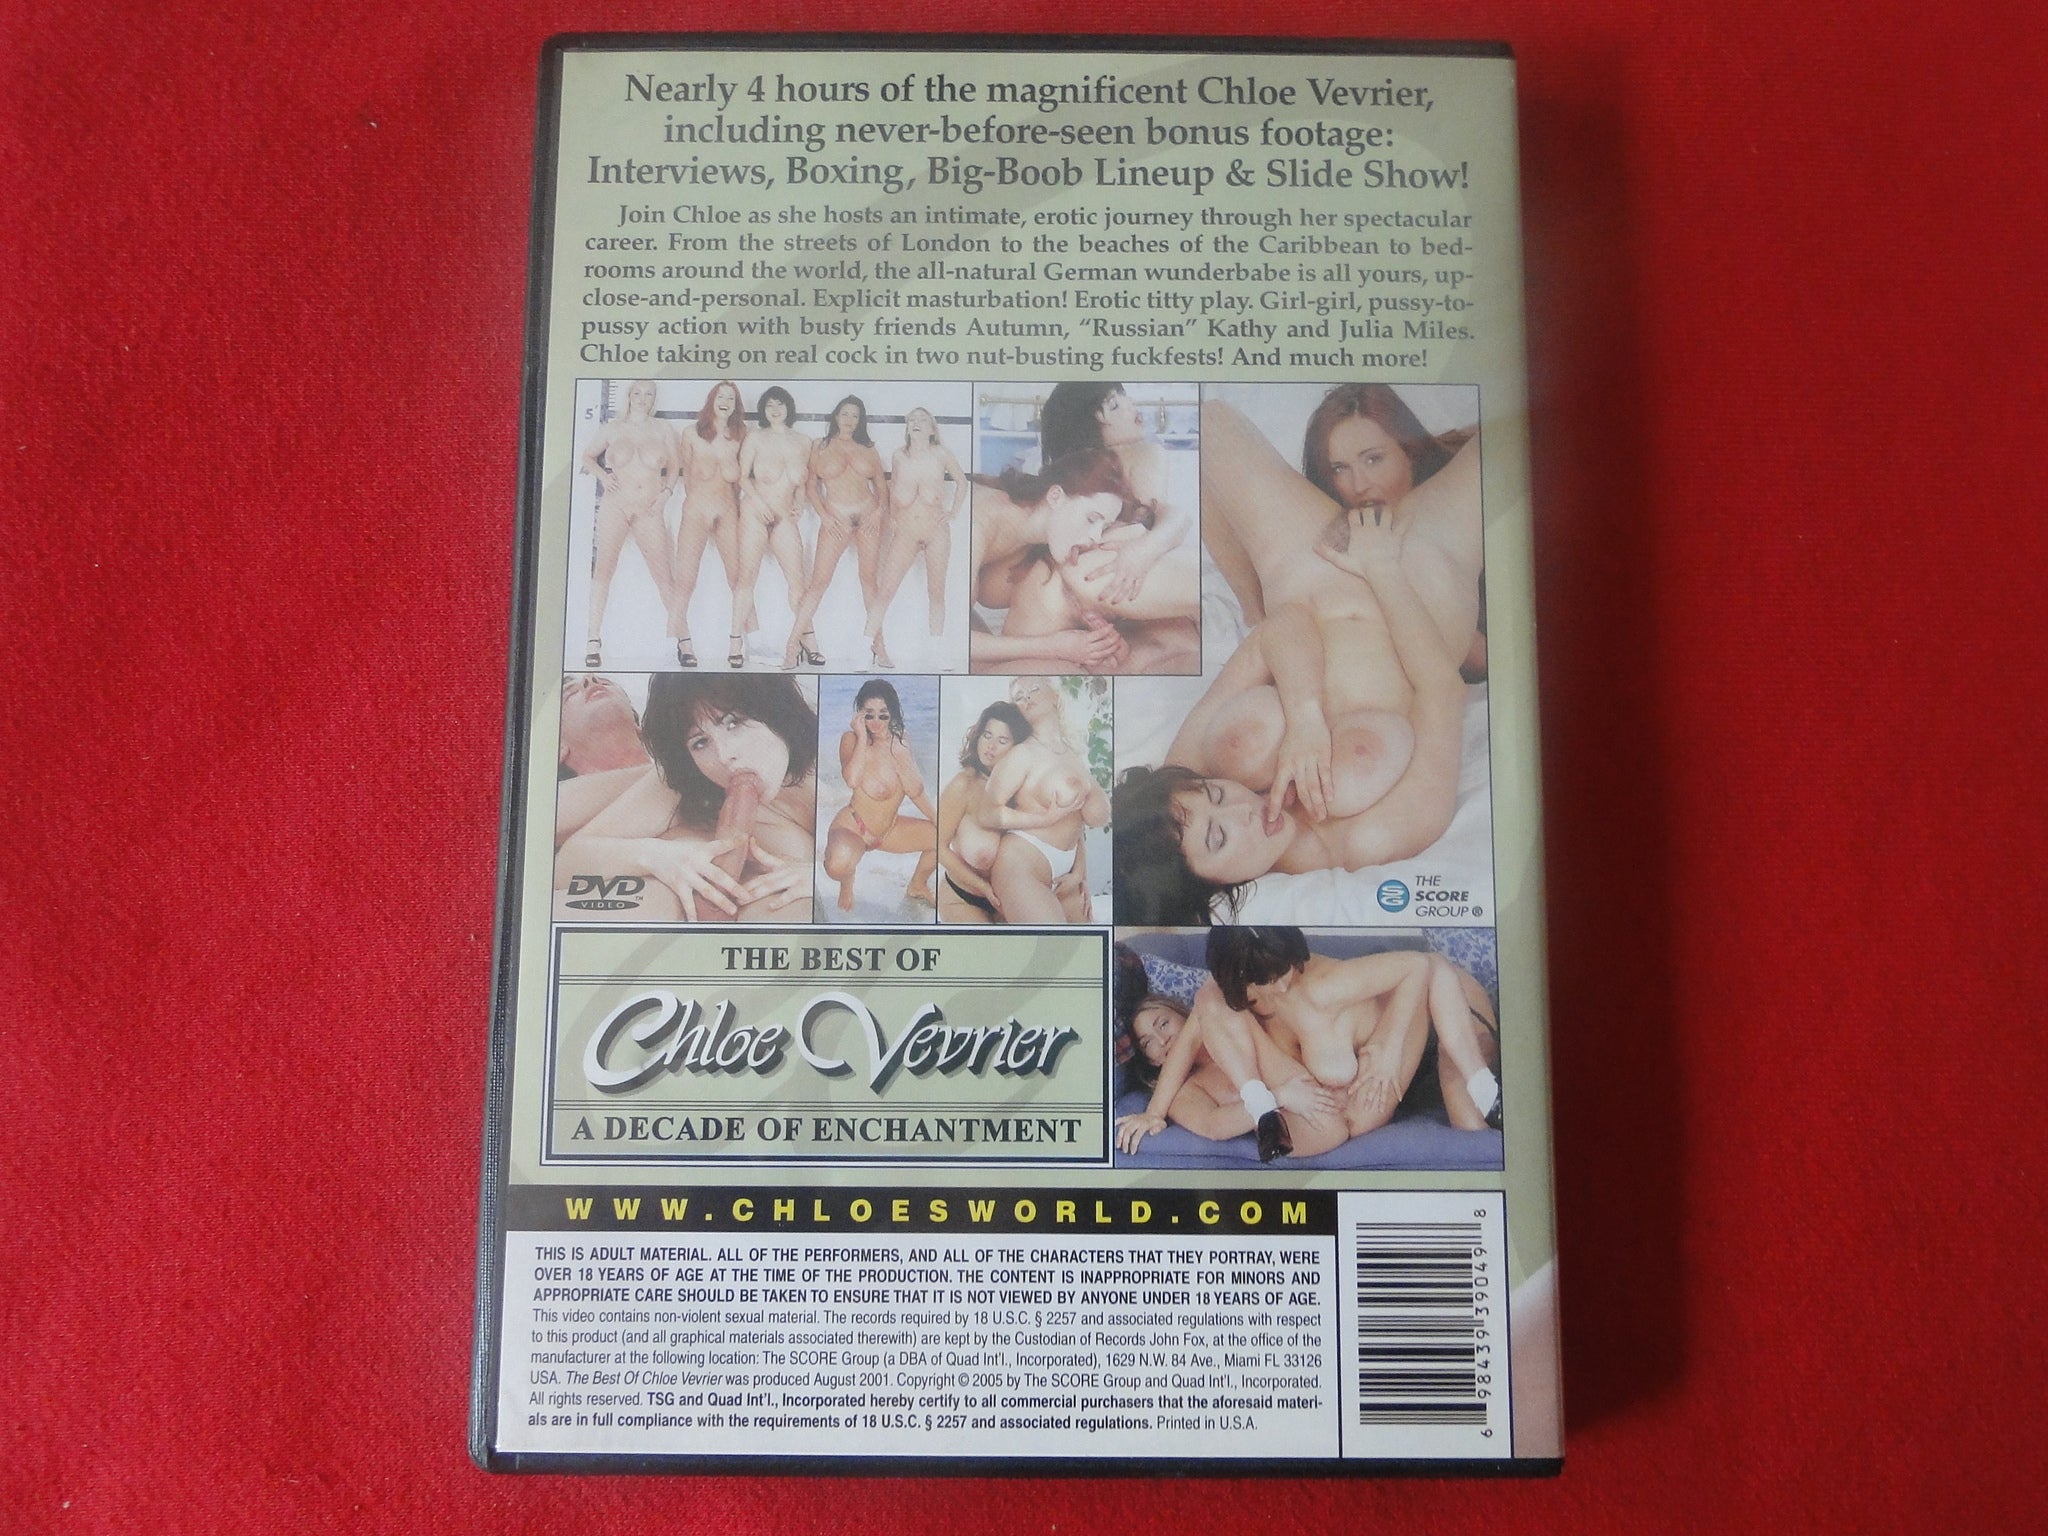 Nearly 4 hours of the magnificent Chloe Vevrier,
including never-before-seen bonus footage:
Interviews, Boxing, Big-Boob Lineup & Slide Show!
Join Chloe as she hosts an intimate, erotic journey through her spectacular
career. From the streets of London to the beaches of the Caribbean to bed-
rooms around the world, the all-natural German wunderbabe is all yours, up-
close-and-personal. Explicit masturbation! Erotic titty play. Girl-girl, pussy-to-
pussy action with busty friends Autumn, “Russian” Kathy and Julia Miles.
Chloe taking on real cock in two nut-busting fuckfests! And much more!
5'
DVD
VIDEO
THE
SCORE
GROUP ®
THE BEST OF
Chloe Vevrier
A DECADE OF ENCHANTMENT
WWW.CHLOESWORLD.COM
THIS IS ADULT MATERIAL. ALL OF THE PERFORMERS, AND ALL OF THE CHARACTERS THAT THEY PORTRAY, WERE
OVER 18 YEARS OF AGE AT THE TIME OF THE PRODUCTION. THE CONTENT IS INAPPROPRIATE FOR MINORS AND
APPROPRIATE CARE SHOULD BE TAKEN TO ENSURE THAT IT IS NOT VIEWED BY ANYONE UNDER 18 YEARS OF AGE.
This video contains non-violent sexual material. The records required by 18 U.S.C. § 2257 and associated regulations with respect
to this product (and all graphical materials associated therewith) are kept by the Custodian of Records John Fox, at the office of the
manufacturer at the following location: The SCORE Group (a DBA of Quad Int'l., Incorporated), 1629 N.W. 84 Ave., Miami FL 33126
USA. The Best Of Chloe Vevrier was produced August 2001. Copyright © 2005 by The SCORE Group and Quad Int'l., Incorporated.
All rights reserved. TSG and Quad Int'l., Incorporated hereby certify to all commercial purchasers that the aforesaid materi-
als are in full compliance with the requirements of 18 U.S.C. § 2257 and associated regulations. Printed in U.S.A.
6 98439 39049 8